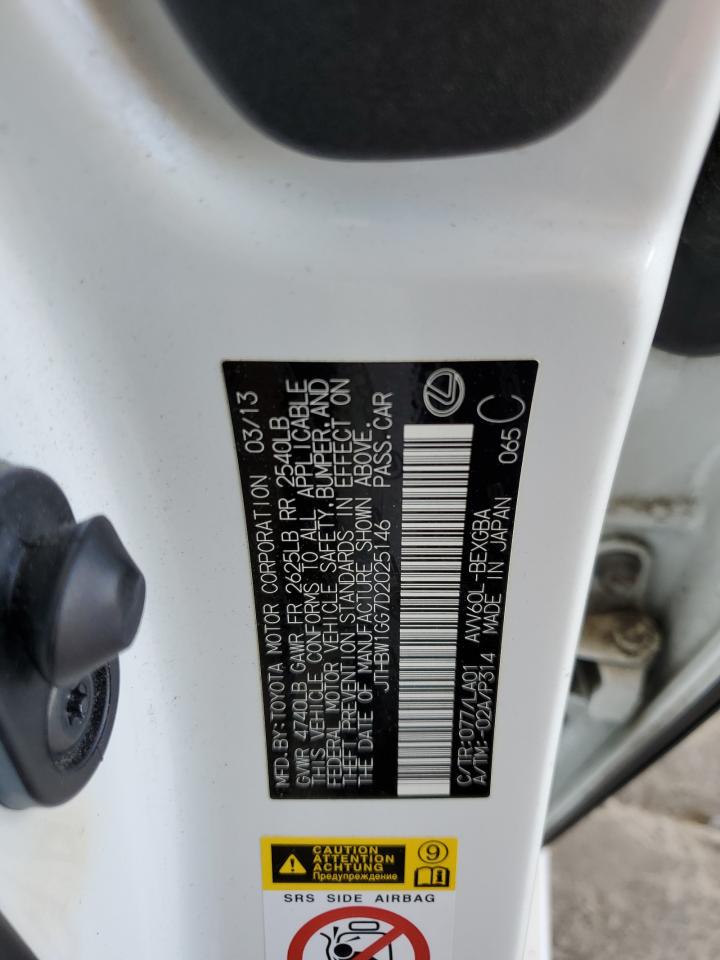 MFD.BY:TOYOTA MOTOR CORPORATION 03/13
GVWR 4740LB GAWR FR 2625LB RR 2540LB
THIS VEHICLE CONFORMS TO ALL APPLICABLE
FEDERAL MOTOR VEHICLE SAFETY,BUMPER,AND
THEFT PREVENTION STANDARDS IN EFFECT ON
THE DATE OF MANUFACTURE SHOWN ABOVE.
JTHBW1GG7D2025146 PASS.CAR
C/TR:077/LA01 AVV60L-BEXGBA 065C
A/TM:-02A/P314 MADE IN JAPAN
CAUTION
ATTENTION
ACHTUNG
Предупреждение
9
SRS SIDE AIRBAG